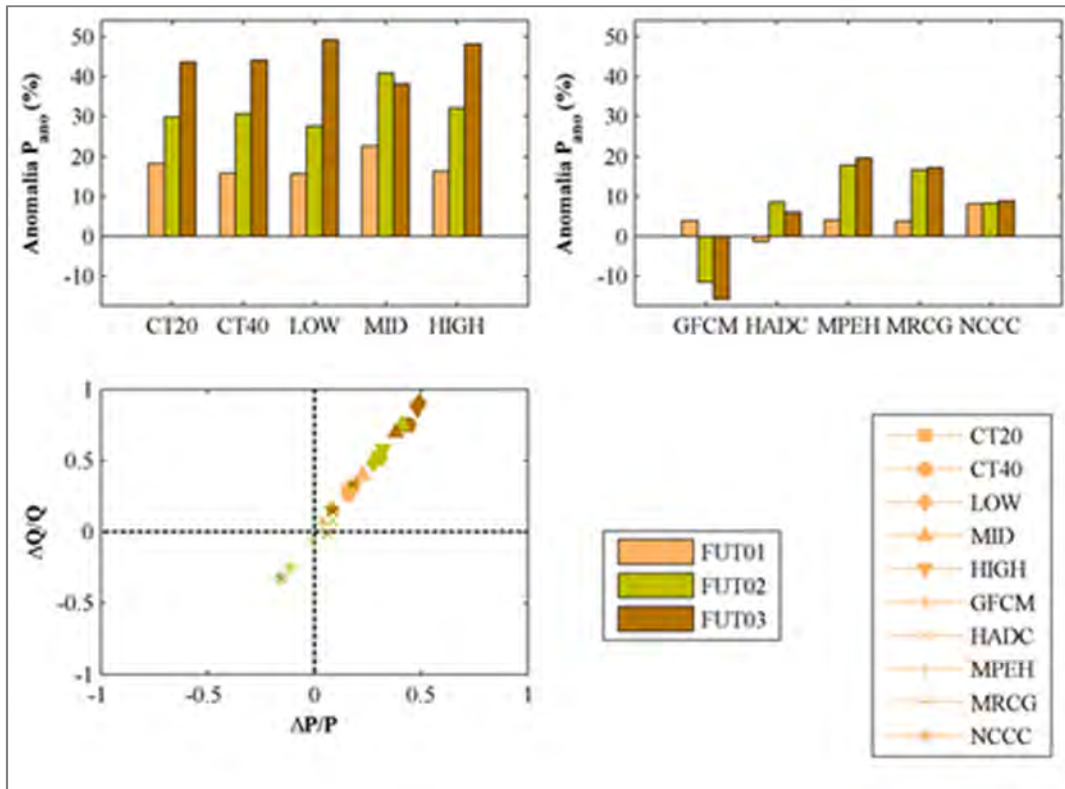 Anomalia P_ano (%)
50
40
30
20
10
0
-10
CT20 CT40 LOW MID HIGH
Anomalia P_ano (%)
50
40
30
20
10
0
-10
GFCM HADC MPEH MRCG NCCC
ΔQ/Q
1
0.5
0
-0.5
-1
-1 -0.5 0 0.5 1
ΔP/P
FUT01
FUT02
FUT03
CT20
CT40
LOW
MID
HIGH
GFCM
HADC
MPEH
MRCG
NCCC